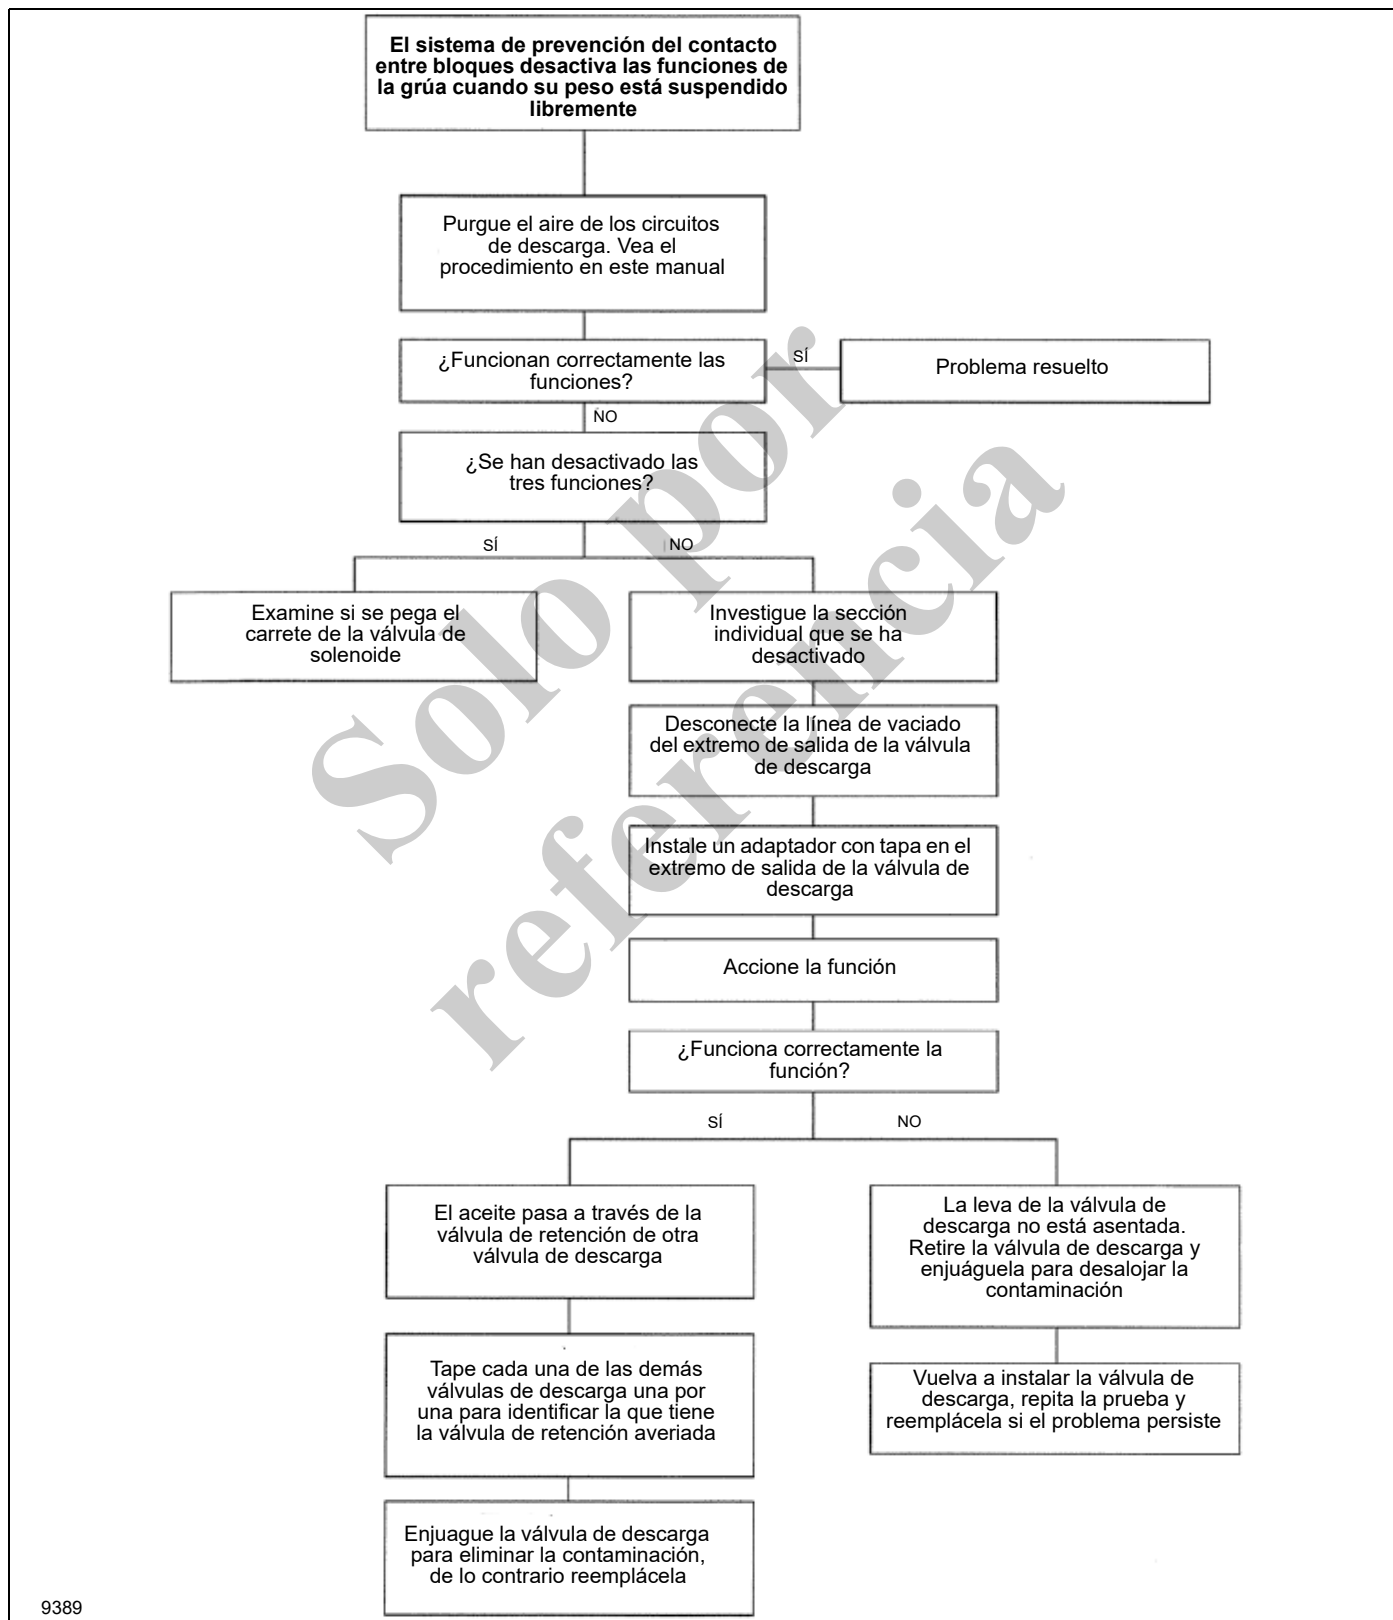 El sistema de prevención del contacto
entre bloques desactiva las funciones de
la grúa cuando su peso está suspendido
libremente
Purgue el aire de los circuitos
de descarga. Vea el
procedimiento en este manual
¿Funcionan correctamente las
funciones?
SÍ
Problema resuelto
NO
¿Se han desactivado las
tres funciones?
SÍ
NO
Examine si se pega el
carrete de la válvula de
solenoide
Investigue la sección
individual que se ha
desactivado
Desconecte la línea de vaciado
del extremo de salida de la válvula
de descarga
Instale un adaptador con tapa en el
extremo de salida de la válvula de
descarga
Accione la función
¿Funciona correctamente la
función?
SÍ
NO
El aceite pasa a través de la
válvula de retención de otra
válvula de descarga
Tape cada una de las demás
válvulas de descarga una por
una para identificar la que tiene
la válvula de retención averiada
Enjuague la válvula de descarga
para eliminar la contaminación,
de lo contrario reemplácela
La leva de la válvula de
descarga no está asentada.
Retire la válvula de descarga y
enjuáguela para desalojar la
contaminación
Vuelva a instalar la válvula de
descarga, repita la prueba y
reemplácela si el problema persiste
9389
Solo por
referencia